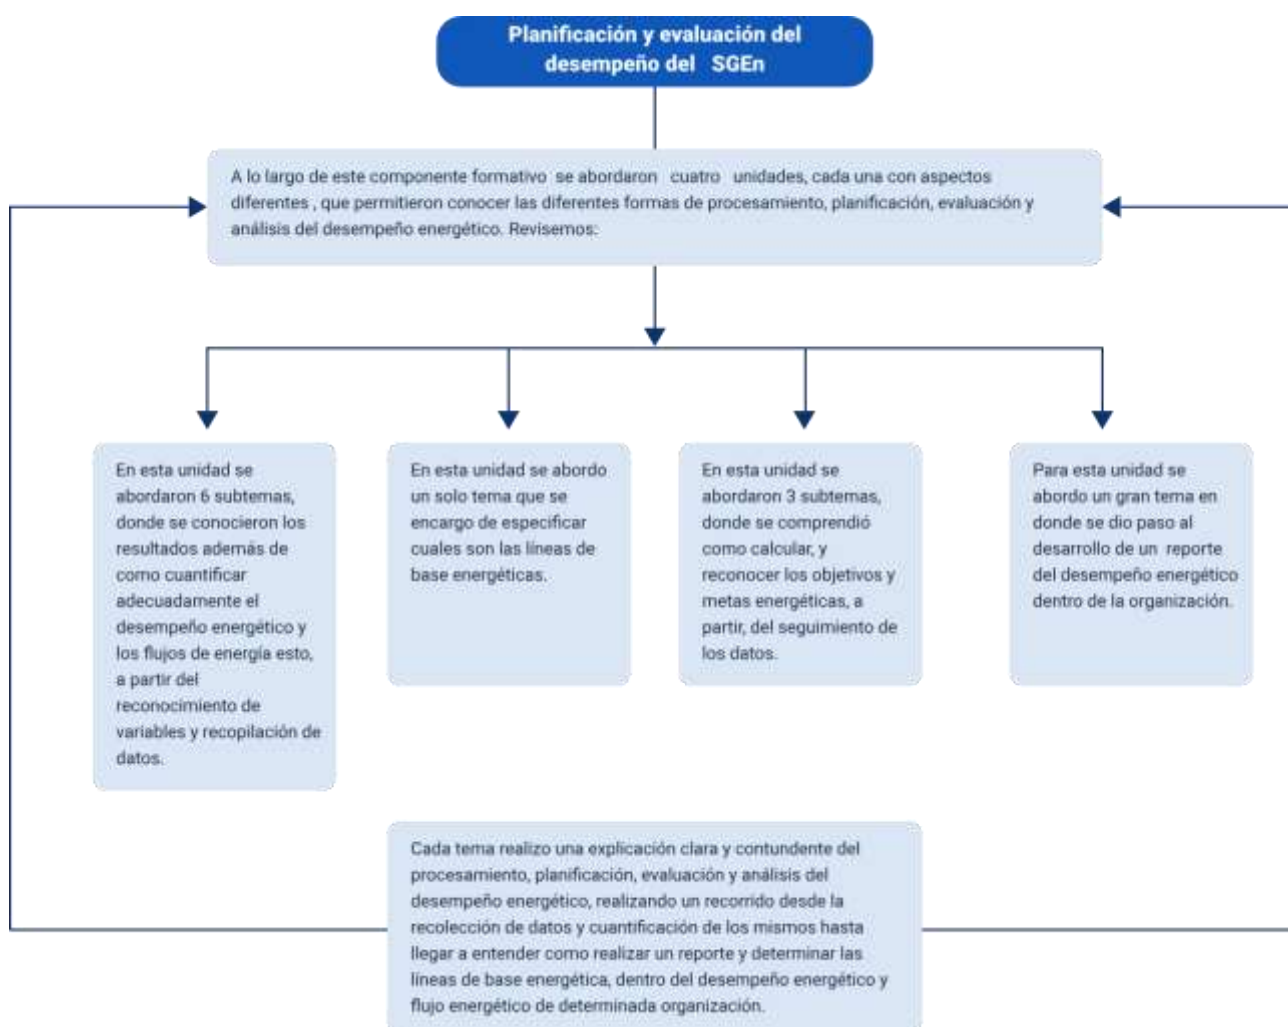 Planificación y evaluación del
desempeño del SGEn
A lo largo de este componente formativo se abordaron cuatro unidades, cada una con aspectos
diferentes , que permitieron conocer las diferentes formas de procesamiento, planificación, evaluación y
análisis del desempeño energético. Revisemos:
En esta unidad se
abordaron 6 subtemas,
donde se conocieron los
resultados además de
como cuantificar
adecuadamente el
desempeño energético y
los flujos de energía esto,
a partir del
reconocimiento de
variables y recopilación de
datos.
En esta unidad se abordo
un solo tema que se
encargo de especificar
cuales son las líneas de
base energéticas.
En esta unidad se
abordaron 3 subtemas,
donde se comprendió
como calcular, y
reconocer los objetivos y
metas energéticas, a
partir, del seguimiento de
los datos.
Para esta unidad se
abordo un gran tema en
donde se dio paso al
desarrollo de un reporte
del desempeño energético
dentro de la organización.
Cada tema realizo una explicación clara y contundente del
procesamiento, planificación, evaluación y análisis del
desempeño energético, realizando un recorrido desde la
recolección de datos y cuantificación de los mismos hasta
llegar a entender como realizar un reporte y determinar las
líneas de base energética, dentro del desempeño energético y
flujo energético de determinada organización.